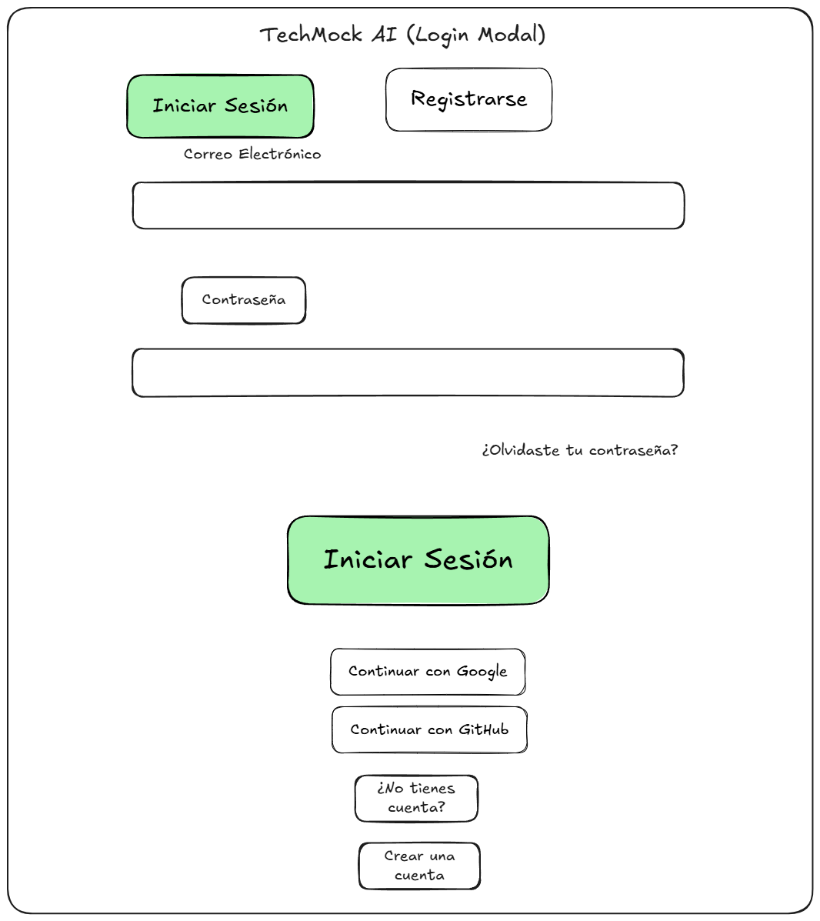 TechMock AI (Login Modal)
Iniciar Sesión
Registrarse
Correo Electrónico
Contraseña
¿Olvidaste tu contraseña?
Iniciar Sesión
Continuar con Google
Continuar con GitHub
¿No tienes
cuenta?
Crear una
cuenta